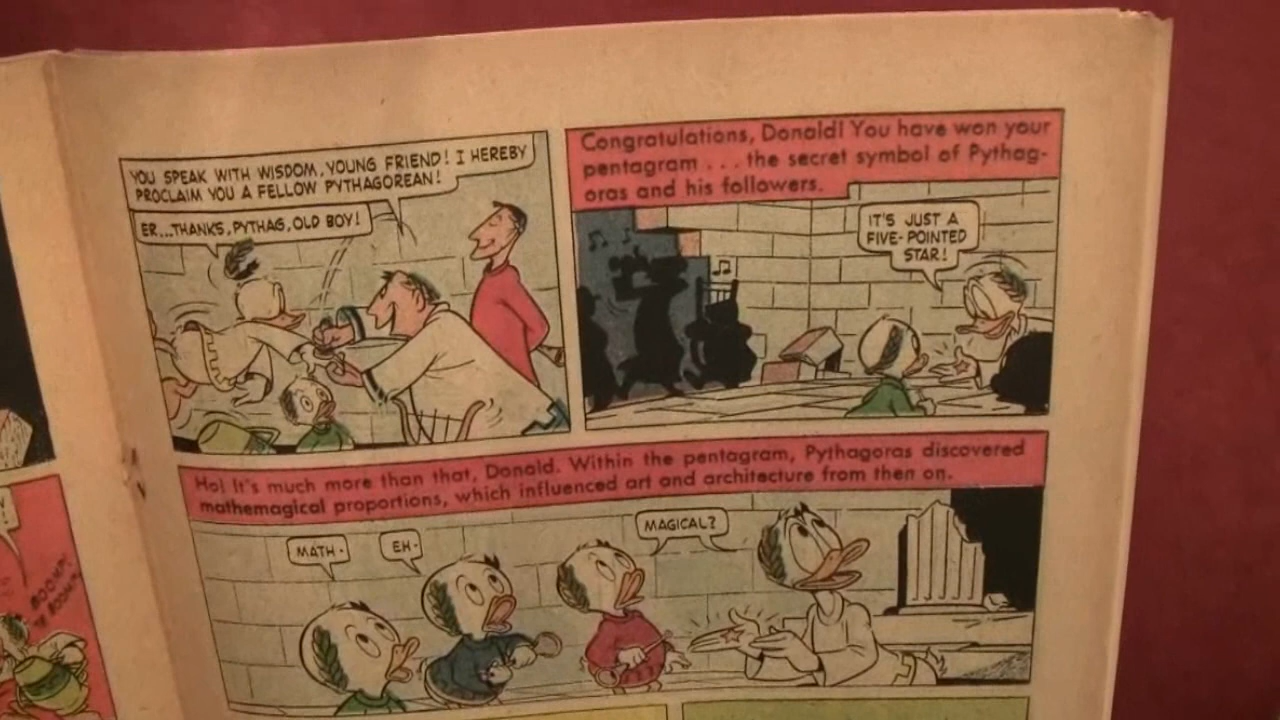 YOU SPEAK WITH WISDOM, YOUNG FRIEND! I HEREBY
PROCLAIM YOU A FELLOW PYTHAGOREAN!
ER...THANKS, PYTHAG, OLD BOY!
Congratulations, Donald! You have won your
pentagram . . . the secret symbol of Pythag-
oras and his followers.
IT'S JUST A
FIVE-POINTED
STAR!
Ho! It's much more than that, Donald. Within the pentagram, Pythagoras discovered
mathemagical proportions, which influenced art and architecture from then on.
MATH-
EH-
MAGICAL?